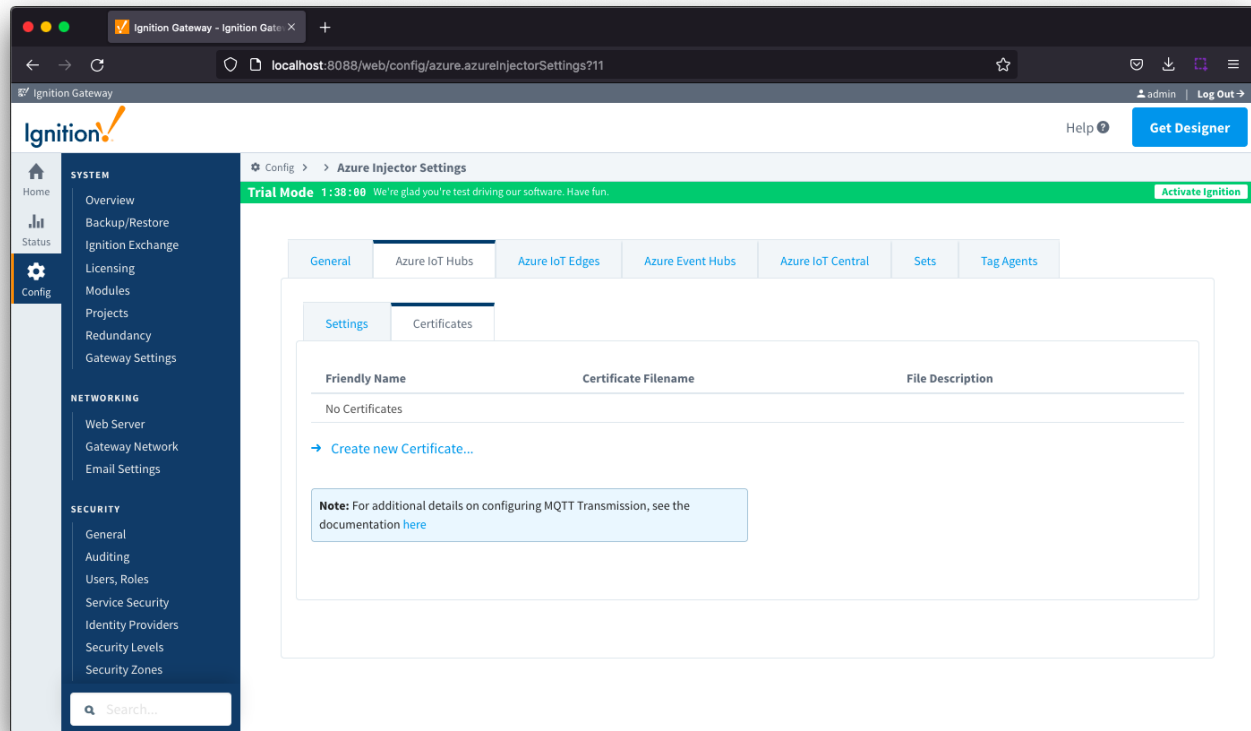 Ignition Gateway - Ignition Gate
localhost:8088/web/config/azure.azureInjectorSettings?11
Ignition Gateway
admin | Log Out
Ignition!
Help
Get Designer
Home
Status
Config
SYSTEM
Overview
Backup/Restore
Ignition Exchange
Licensing
Modules
Projects
Redundancy
Gateway Settings
NETWORKING
Web Server
Gateway Network
Email Settings
SECURITY
General
Auditing
Users, Roles
Service Security
Identity Providers
Security Levels
Security Zones
Search...
Config > > Azure Injector Settings
Trial Mode 1:38:00 We're glad you're test driving our software. Have fun.
Activate Ignition
General Azure IoT Hubs Azure IoT Edges Azure Event Hubs Azure IoT Central Sets Tag Agents
Settings Certificates
Friendly Name Certificate Filename File Description
No Certificates
→ Create new Certificate...
Note: For additional details on configuring MQTT Transmission, see the
documentation here